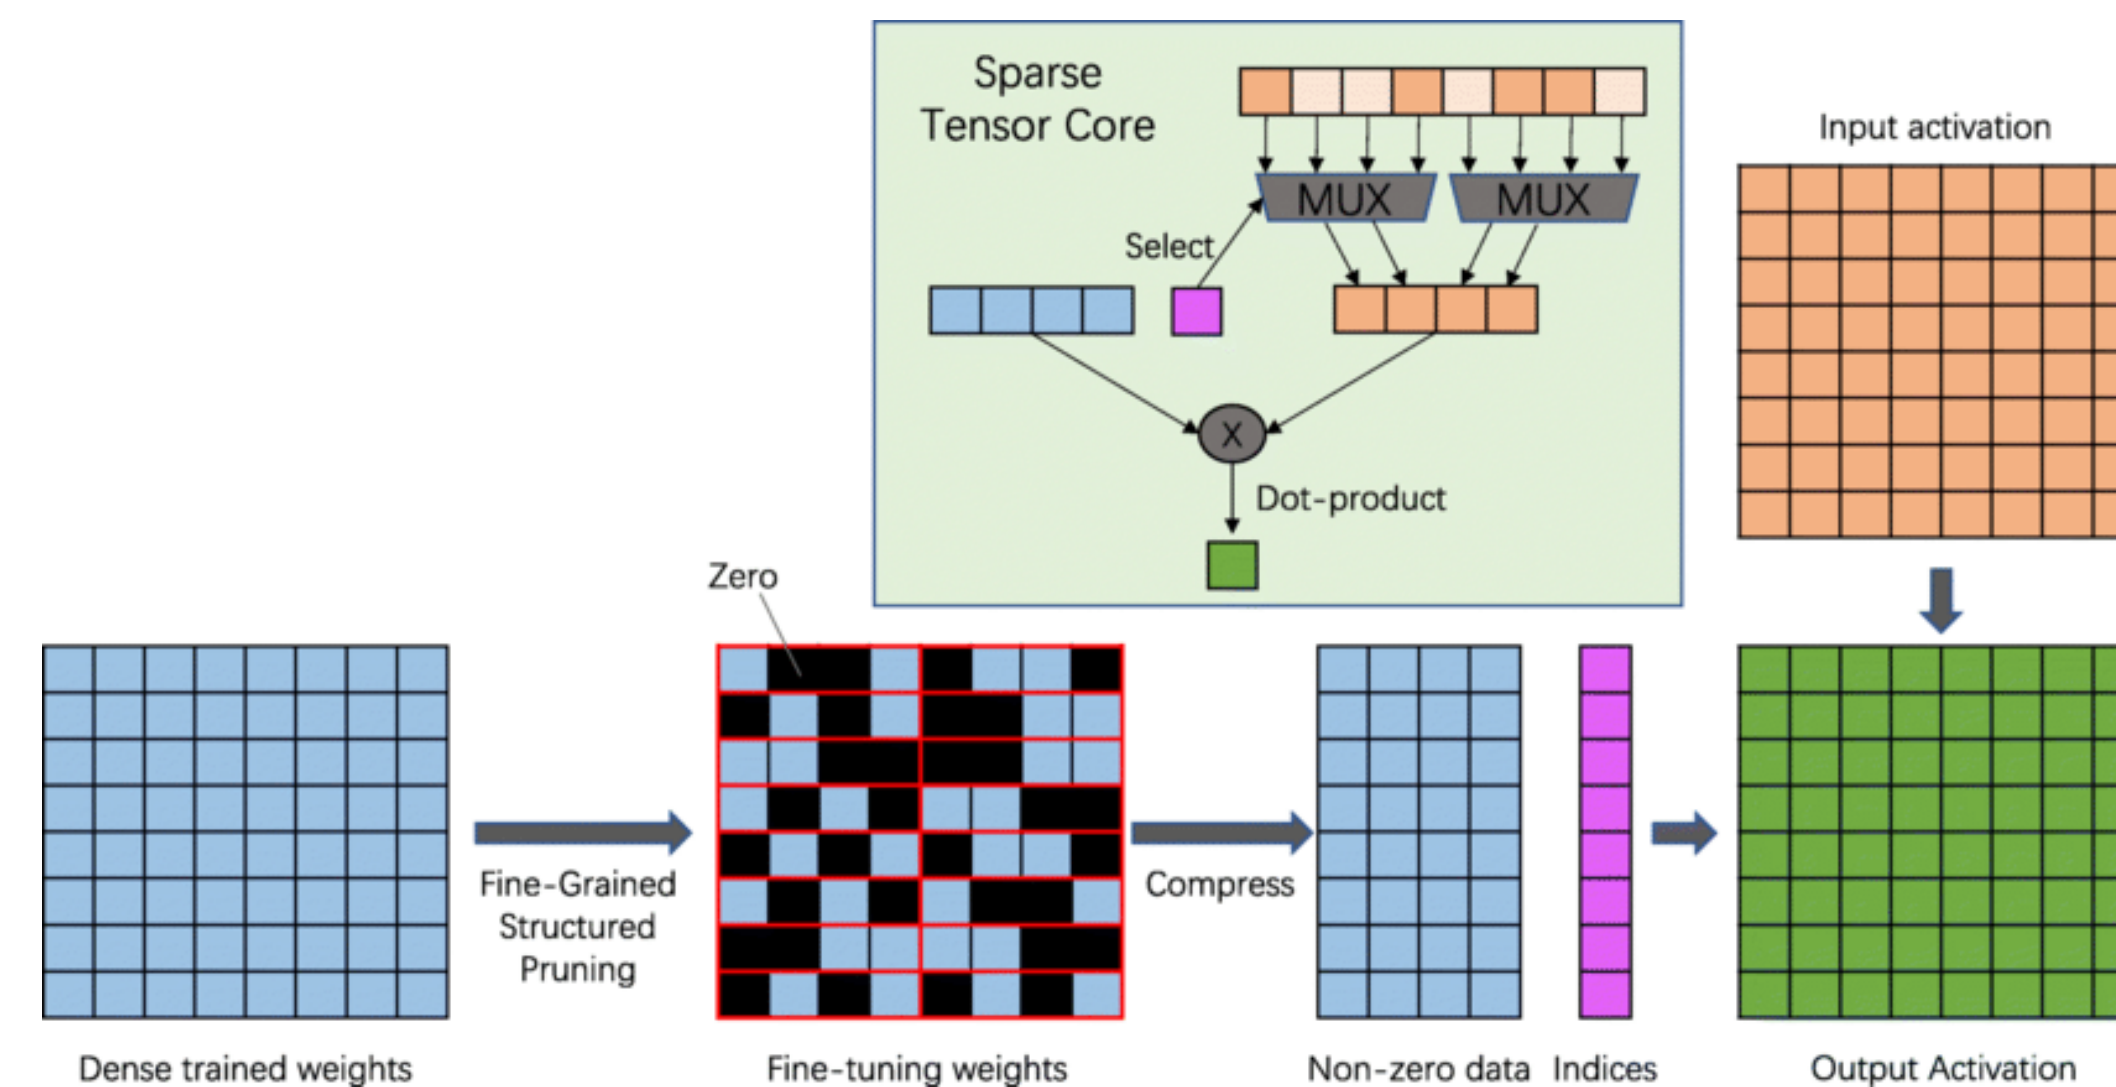 Sparse
Tensor Core
MUX
MUX
Select
X
Dot-product
Input activation
Zero
Fine-Grained
Structured
Pruning
Compress
Dense trained weights
Fine-tuning weights
Non-zero data
Indices
Output Activation